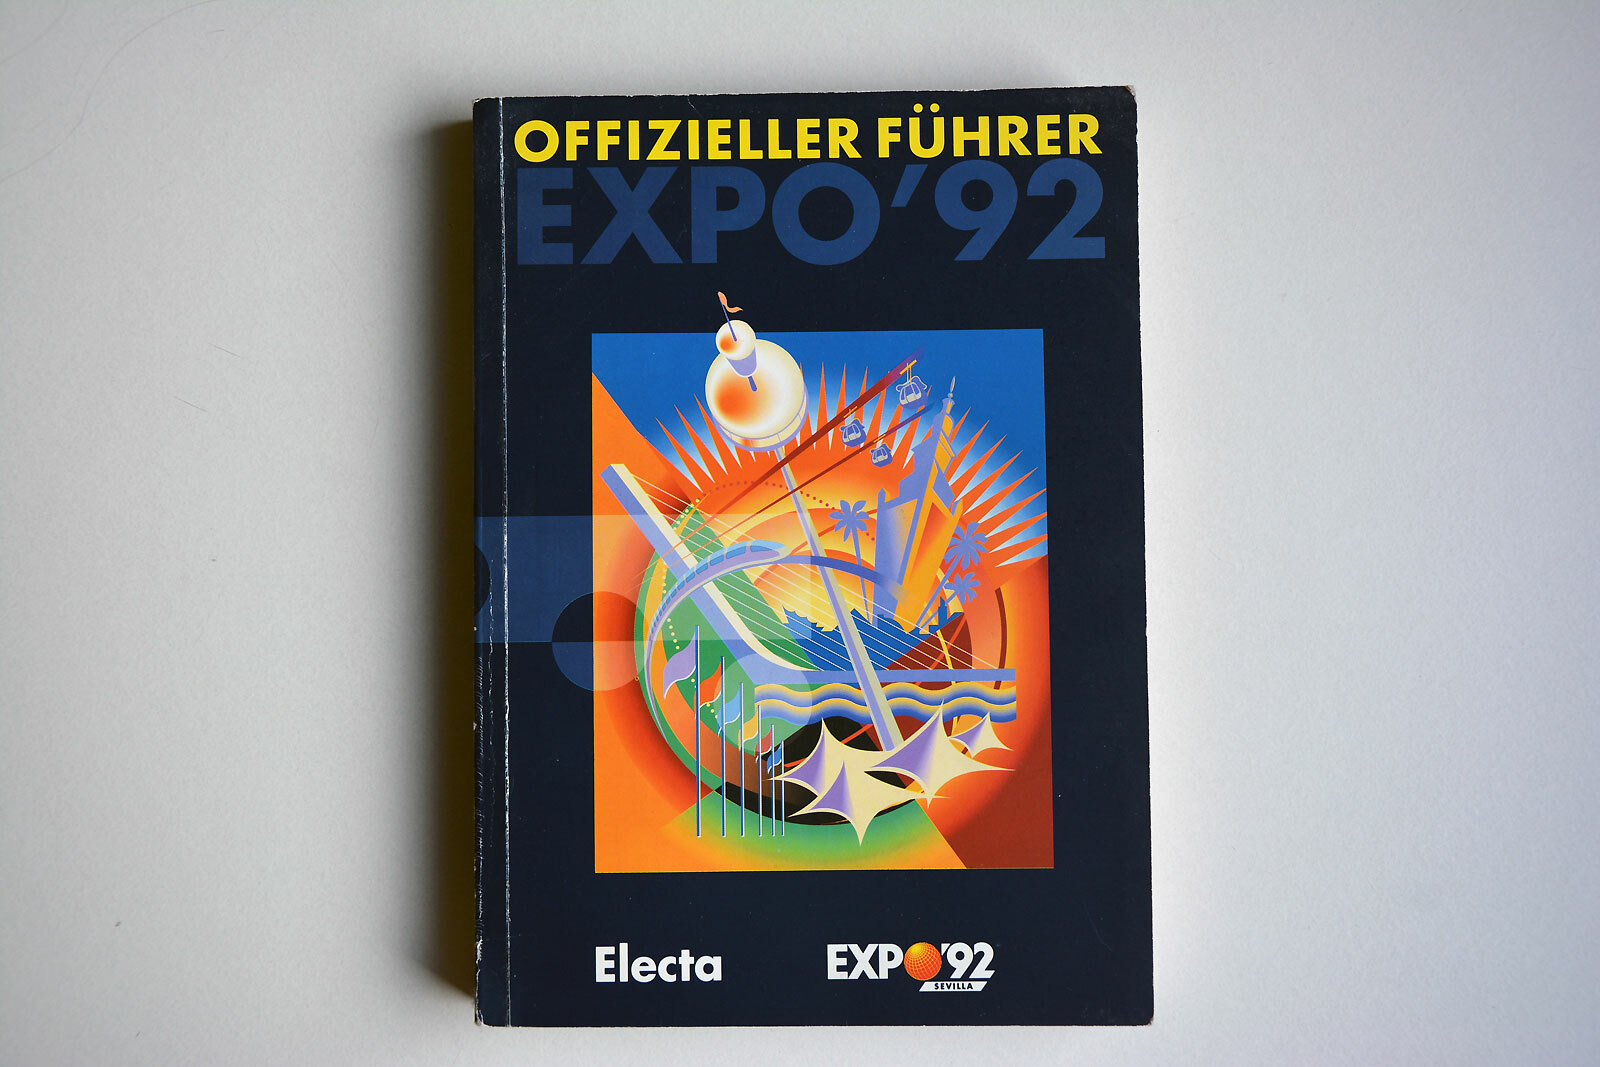 OFFIZIELLER FÜHRER
EXPO'92
Electa
EXPO'92
SEVILLA